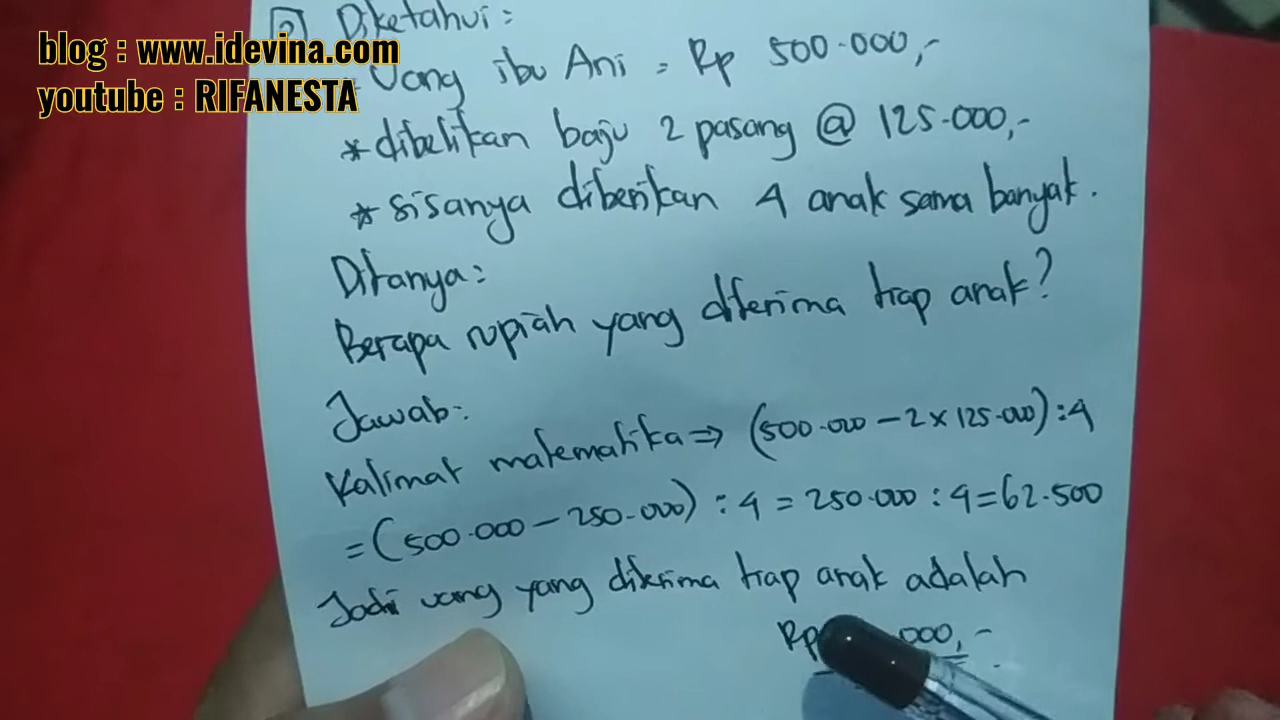 2 Diketahui:
blog : www.idevina.com
youtube : RIFANESTA
* Uang ibu Ani = Rp 500.000,-
* dibelikan baju 2 pasang @ 125.000,-
* sisanya diberikan 4 anak sama banyak.
Ditanya:
Berapa rupiah yang diterima tiap anak?
Jawab:
Kalimat matematika ⇒ (500.000 – 2 x 125.000) : 4
= (500.000 – 250.000) : 4 = 250.000 : 4 = 62.500
Jadi uang yang diterima tiap anak adalah
Rp 000,-